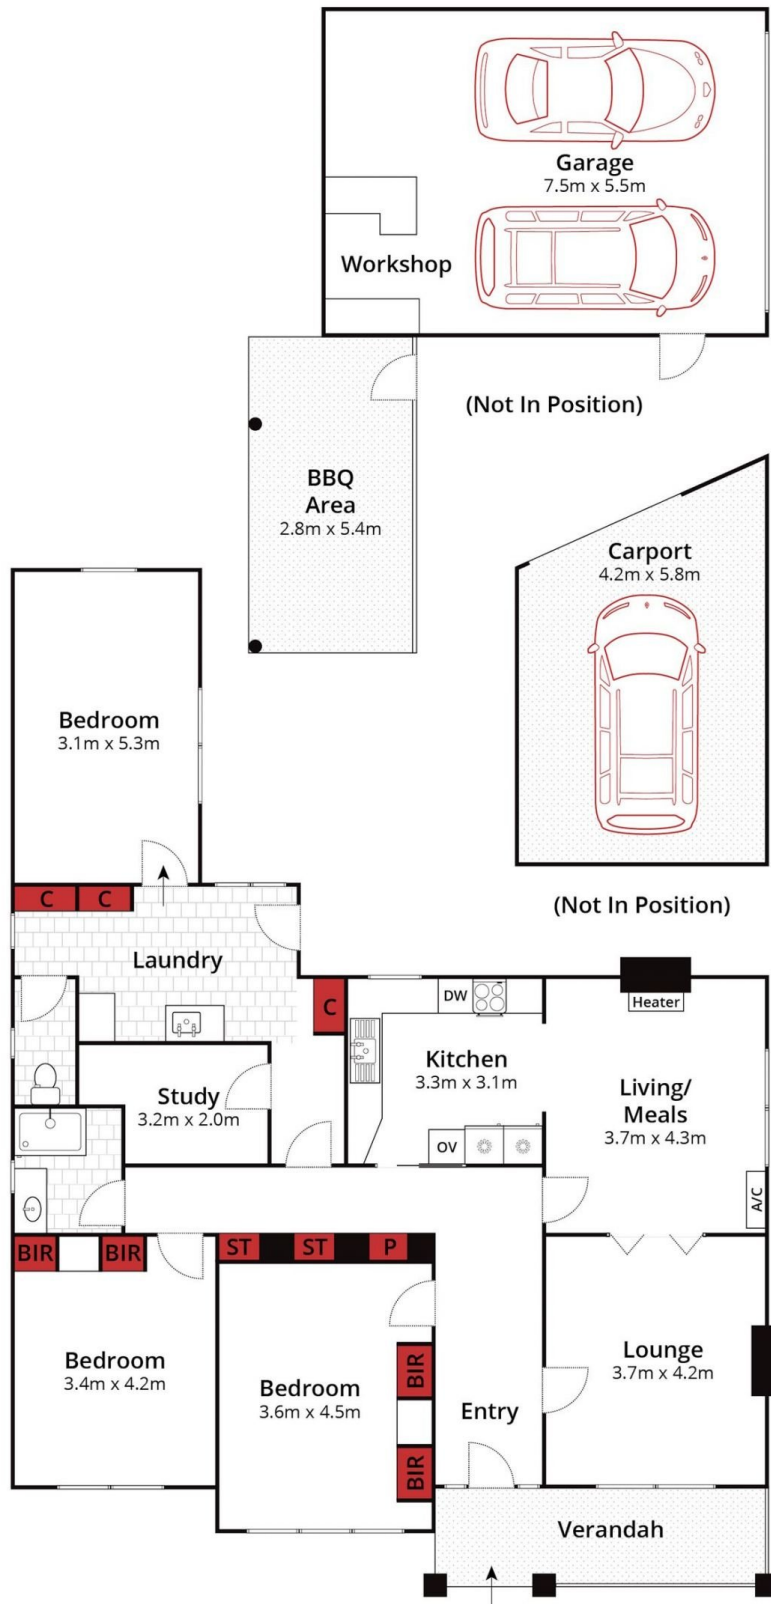 Garage
7.5m x 5.5m
Workshop
(Not In Position)
BBQ
Area
2.8m x 5.4m
Carport
4.2m x 5.8m
Bedroom
3.1m x 5.3m
(Not In Position)
C
C
Laundry
C
DW
Heater
Kitchen
3.3m x 3.1m
Living/
Meals
3.7m x 4.3m
Study
3.2m x 2.0m
OV
A/C
BIR
BIR
ST
ST
P
Bedroom
3.4m x 4.2m
Bedroom
3.6m x 4.5m
BIR
BIR
Lounge
3.7m x 4.2m
Entry
Verandah